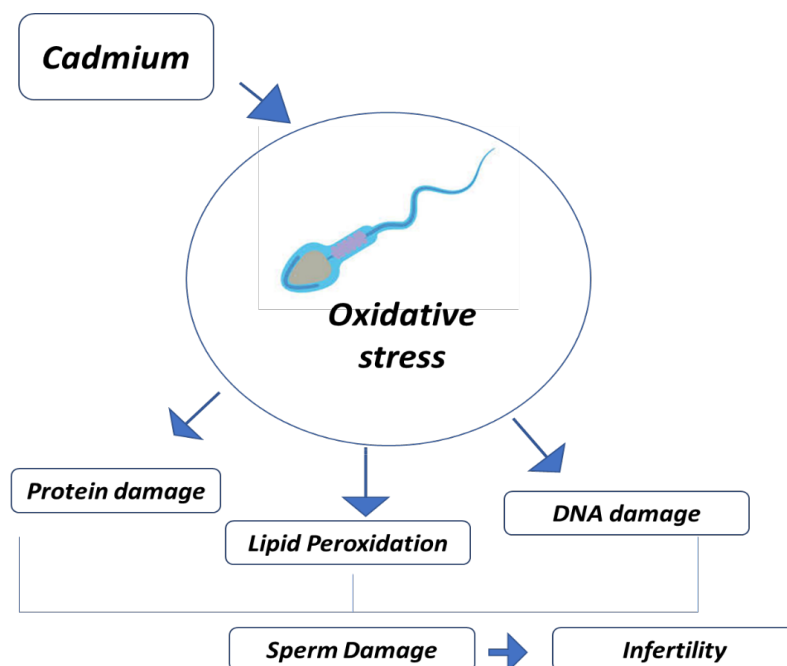 Cadmium
Oxidative
stress
Protein damage
Lipid Peroxidation
DNA damage
Sperm Damage
Infertility